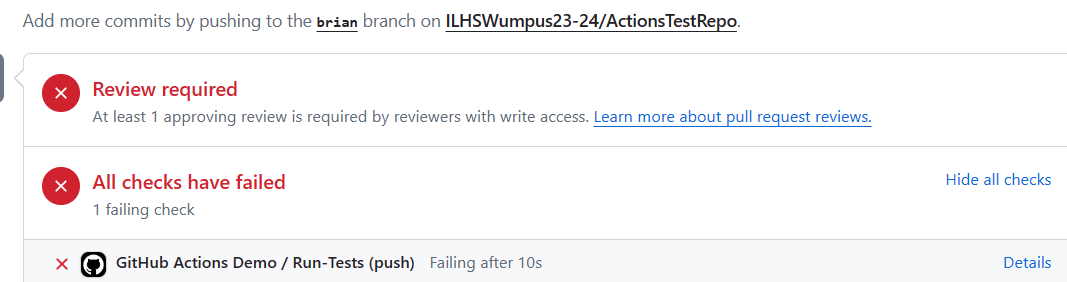 Add more commits by pushing to the brian branch on ILHSWumpus23-24/ActionsTestRepo.
Review required
At least 1 approving review is required by reviewers with write access. Learn more about pull request reviews.
All checks have failed
Hide all checks
1 failing check
GitHub Actions Demo / Run-Tests (push) Failing after 10s Details